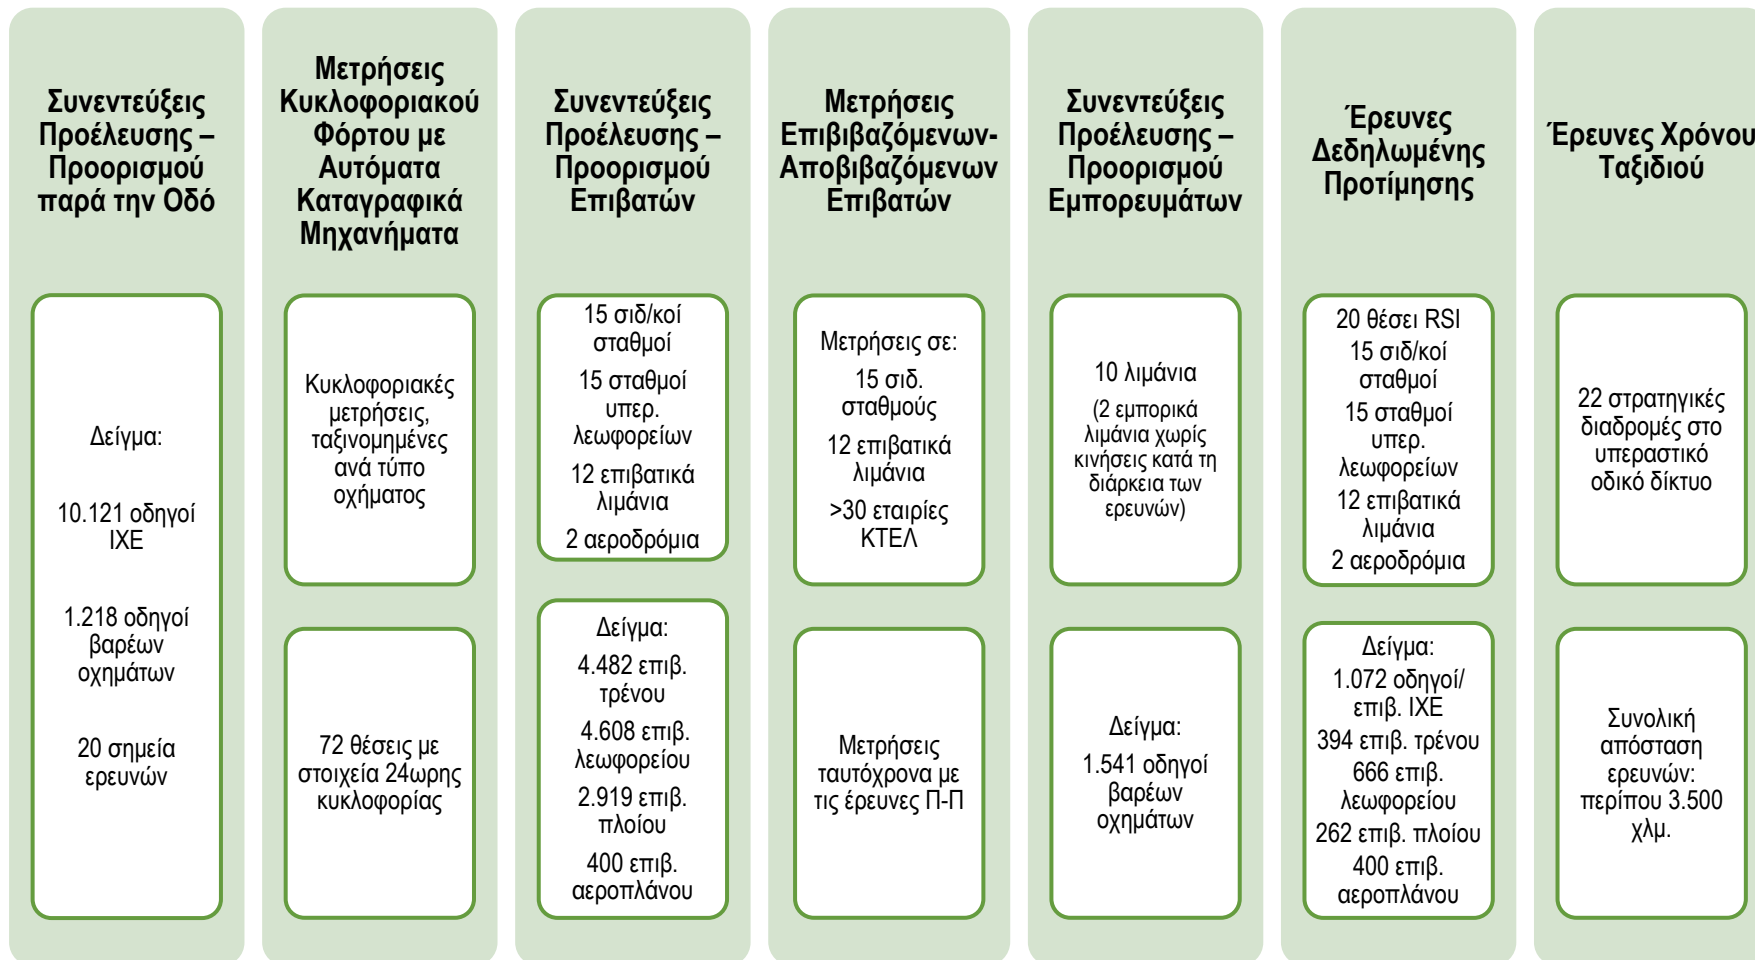 Συνεντεύξεις
Προέλευσης –
Προορισμού
παρά την Οδό
Δείγμα:
10.121 οδηγοί
ΙΧΕ
1.218 οδηγοί
βαρέων
οχημάτων
20 σημεία
ερευνών
Μετρήσεις
Κυκλοφοριακού
Φόρτου με
Αυτόματα
Καταγραφικά
Μηχανήματα
Κυκλοφοριακές
μετρήσεις,
ταξινομημένες
ανά τύπο
οχήματος
72 θέσεις με
στοιχεία 24ωρης
κυκλοφορίας
Συνεντεύξεις
Προέλευσης –
Προορισμού
Επιβατών
15 σιδ/κοί
σταθμοί
15 σταθμοί
υπερ.
λεωφορείων
12 επιβατικά
λιμάνια
2 αεροδρόμια
Δείγμα:
4.482 επιβ.
τρένου
4.608 επιβ.
λεωφορείου
2.919 επιβ.
πλοίου
400 επιβ.
αεροπλάνου
Μετρήσεις
Επιβιβαζόμενων-
Αποβιβαζόμενων
Επιβατών
Μετρήσεις σε:
15 σιδ.
σταθμούς
12 επιβατικά
λιμάνια
>30 εταιρίες
ΚΤΕΛ
Μετρήσεις
ταυτόχρονα με
τις έρευνες Π-Π
Συνεντεύξεις
Προέλευσης –
Προορισμού
Εμπορευμάτων
10 λιμάνια
(2 εμπορικά
λιμάνια χωρίς
κινήσεις κατά τη
διάρκεια των
ερευνών)
Δείγμα:
1.541 οδηγοί
βαρέων
οχημάτων
Έρευνες
Δεδηλωμένης
Προτίμησης
20 θέσει RSI
15 σιδ/κοί
σταθμοί
15 σταθμοί
υπερ.
λεωφορείων
12 επιβατικά
λιμάνια
2 αεροδρόμια
Δείγμα:
1.072 οδηγοί/
επιβ. ΙΧΕ
394 επιβ. τρένου
666 επιβ.
λεωφορείου
262 επιβ. πλοίου
400 επιβ.
αεροπλάνου
Έρευνες Χρόνου
Ταξιδιού
22 στρατηγικές
διαδρομές στο
υπεραστικό
οδικό δίκτυο
Συνολική
απόσταση
ερευνών:
περίπου 3.500
χλμ.